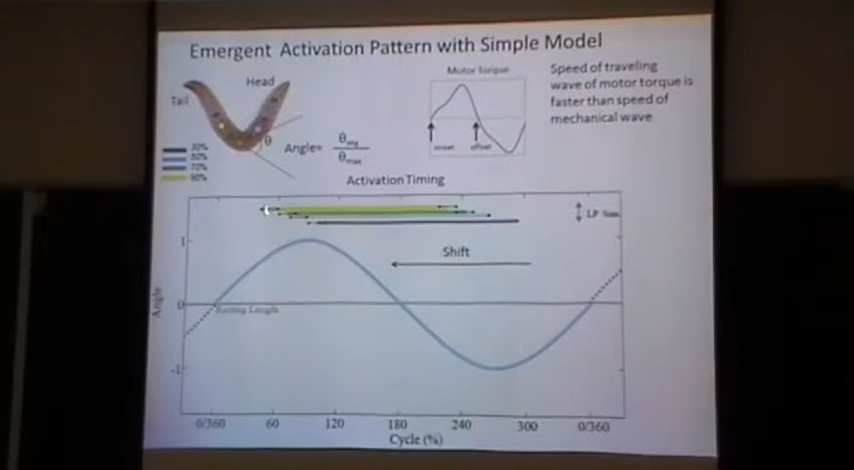 Emergent Activation Pattern with Simple Model
Head
Tail
θ
Angle=
Motor Torque
onset
offset
Speed of traveling
wave of motor torque is
faster than speed of
mechanical wave
Activation Timing
Shift
Angle
1
0
-1
Resting Length
0/360
60
120
180
240
300
0/360
Cycle (%)